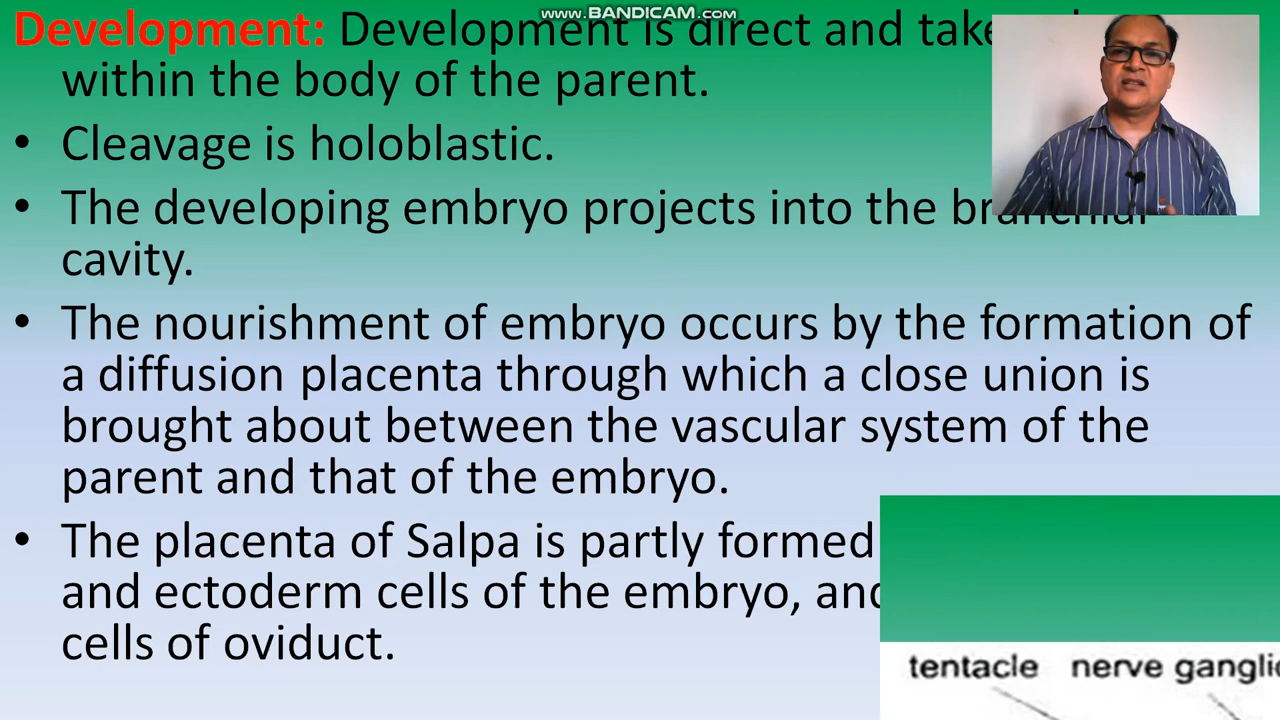 www.BANDICAM.com
Development: Development is direct and take
within the body of the parent.
• Cleavage is holoblastic.
• The developing embryo projects into the branchial
cavity.
• The nourishment of embryo occurs by the formation of
a diffusion placenta through which a close union is
brought about between the vascular system of the
parent and that of the embryo.
• The placenta of Salpa is partly formed
and ectoderm cells of the embryo, and
cells of oviduct.
tentacle nerve ganglio